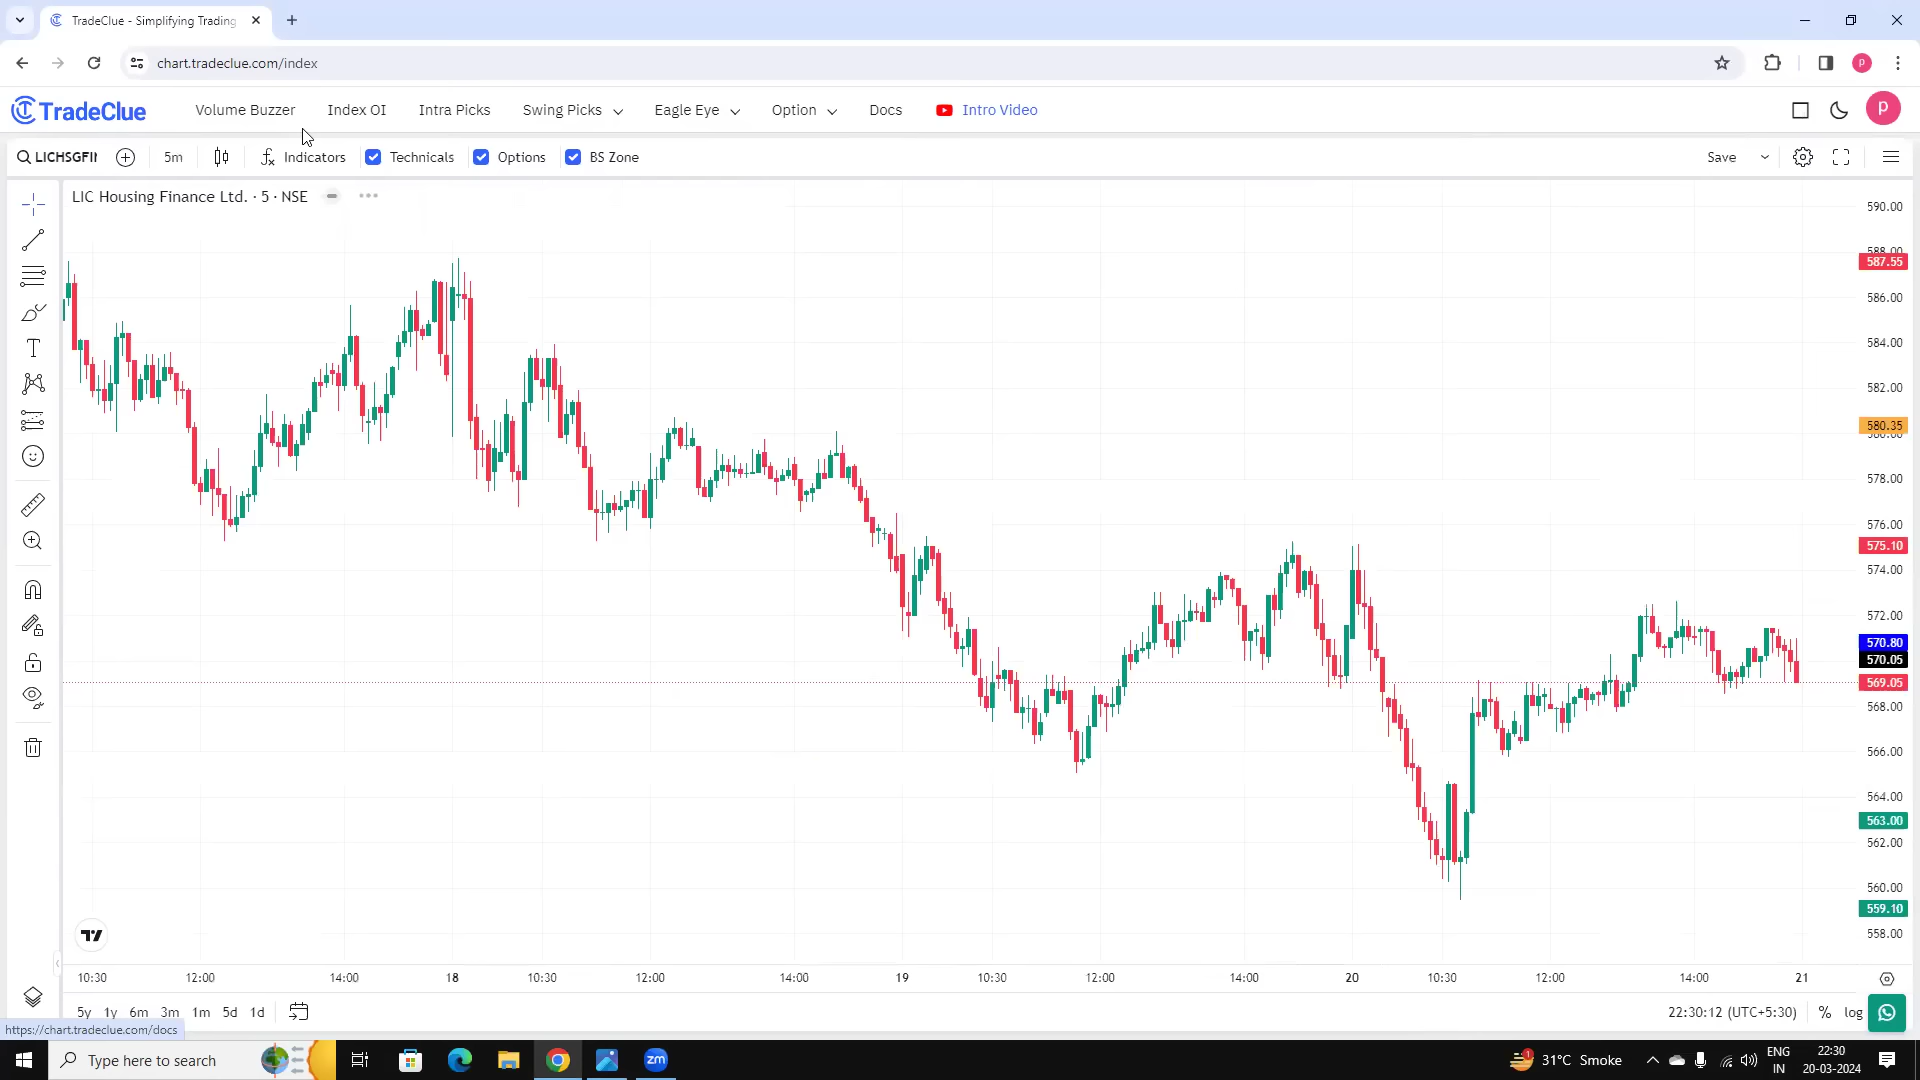 TradeClue - Simplifying Trading
chart.tradeclue.com/index
TradeClue
Volume Buzzer
Index OI
Intra Picks
Swing Picks
Eagle Eye
Option
Docs
Intro Video
P
LICHSGFI
5m
Indicators
Technicals
Options
BS Zone
Save
LIC Housing Finance Ltd. · 5 · NSE
590.00
588.00
587.55
586.00
584.00
582.00
580.35
580.00
578.00
576.00
575.10
574.00
572.00
570.80
570.05
569.05
568.00
566.00
564.00
563.00
562.00
560.00
559.10
558.00
10:30 12:00 14:00 18 10:30 12:00 14:00 19 10:30 12:00 14:00 20 10:30 12:00 14:00 21
5y 1y 6m 3m 1m 5d 1d
22:30:12 (UTC+5:30) % log
https://chart.tradeclue.com/docs
Type here to search
zm
1
31°C Smoke
ENG
IN
22:30
20-03-2024